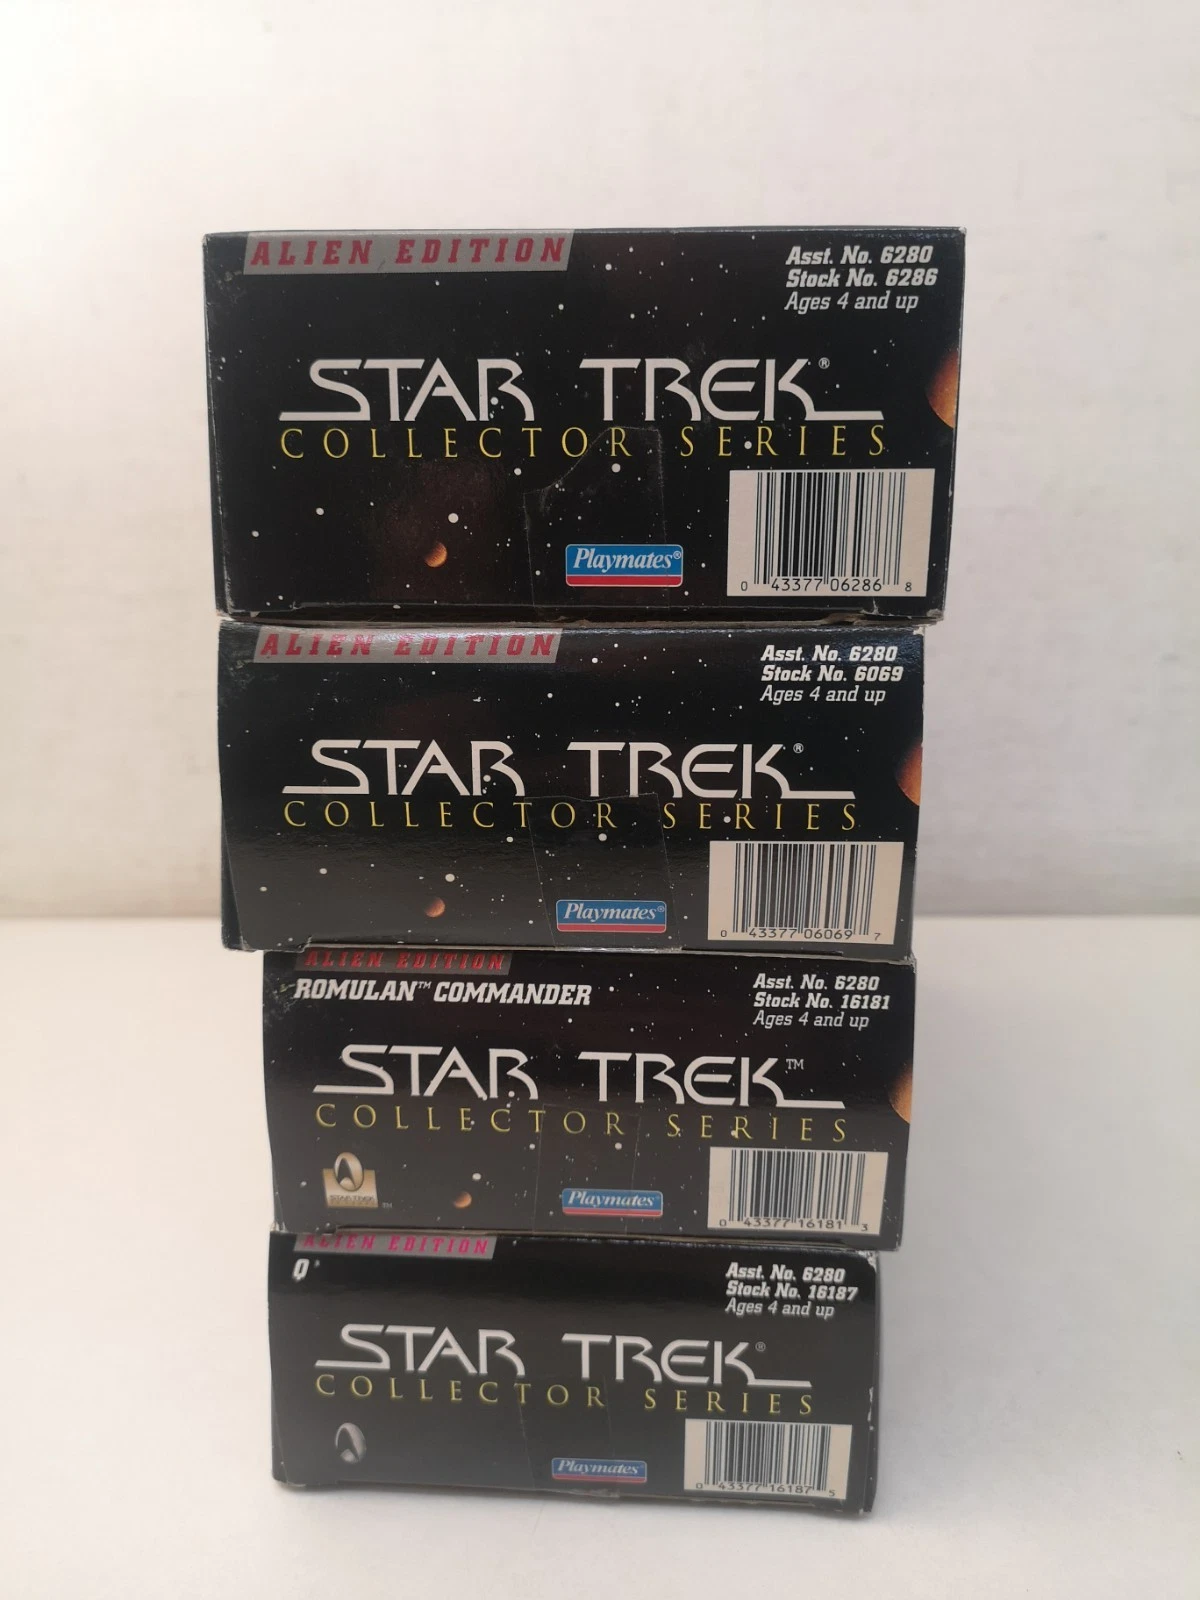 ALIEN EDITION
Asst. No. 6280
Stock No. 6286
Ages 4 and up
STAR TREK®
COLLECTOR SERIES
Playmates®
0 43377 06286 8
ALIEN EDITION
Asst. No. 6280
Stock No. 6069
Ages 4 and up
STAR TREK®
COLLECTOR SERIES
Playmates®
0 43377 06069 7
ALIEN EDITION
ROMULAN™ COMMANDER
Asst. No. 6280
Stock No. 16181
Ages 4 and up
STAR TREK™
COLLECTOR SERIES
STAR TREK ™
Playmates
0 43377 16181 3
ALIEN EDITION
Q
Asst. No. 6280
Stock No. 16187
Ages 4 and up
STAR TREK®
COLLECTOR SERIES
Playmates
0 43377 16187 5